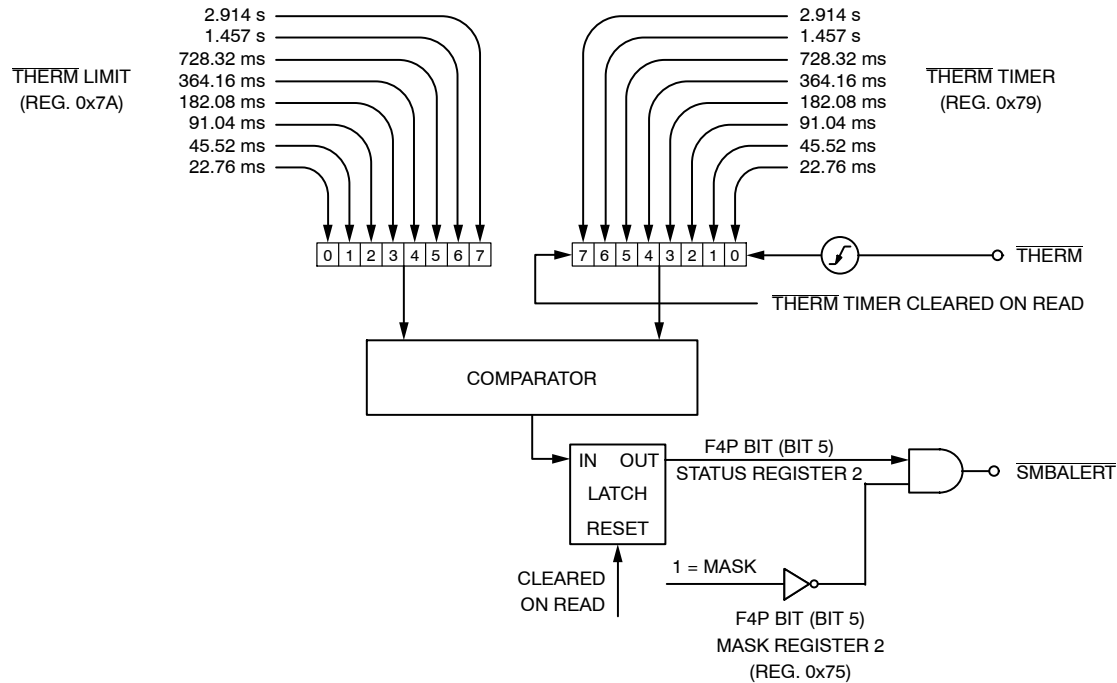 2.914 s
1.457 s
728.32 ms
364.16 ms
182.08 ms
91.04 ms
45.52 ms
22.76 ms
THERM LIMIT
(REG. 0x7A)
2.914 s
1.457 s
728.32 ms
364.16 ms
182.08 ms
91.04 ms
45.52 ms
22.76 ms
THERM TIMER
(REG. 0x79)
0 1 2 3 4 5 6 7
7 6 5 4 3 2 1 0
THERM
THERM TIMER CLEARED ON READ
COMPARATOR
IN OUT
LATCH
RESET
F4P BIT (BIT 5)
STATUS REGISTER 2
SMBALERT
CLEARED
ON READ
1 = MASK
F4P BIT (BIT 5)
MASK REGISTER 2
(REG. 0x75)